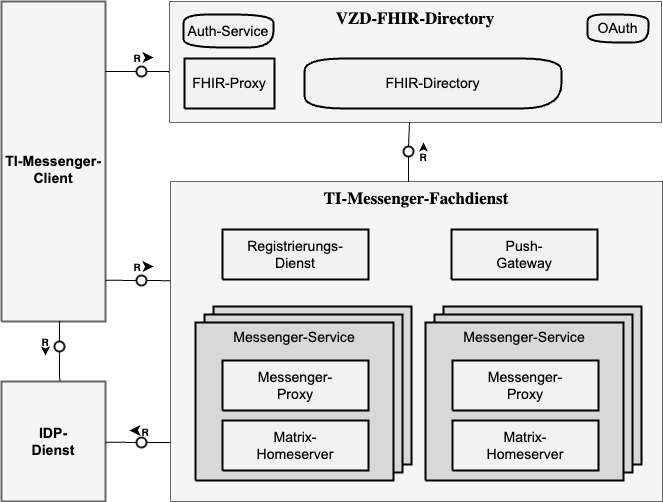 VZD-FHIR-Directory
Auth-Service
OAuth
R
FHIR-Proxy
FHIR-Directory
TI-Messenger-
Client
R
TI-Messenger-Fachdienst
Registrierungs-
Dienst
Push-
Gateway
R
R
Messenger-Service
Messenger-Service
Messenger-
Proxy
Messenger-
Proxy
IDP-
Dienst
R
Matrix-
Homeserver
Matrix-
Homeserver